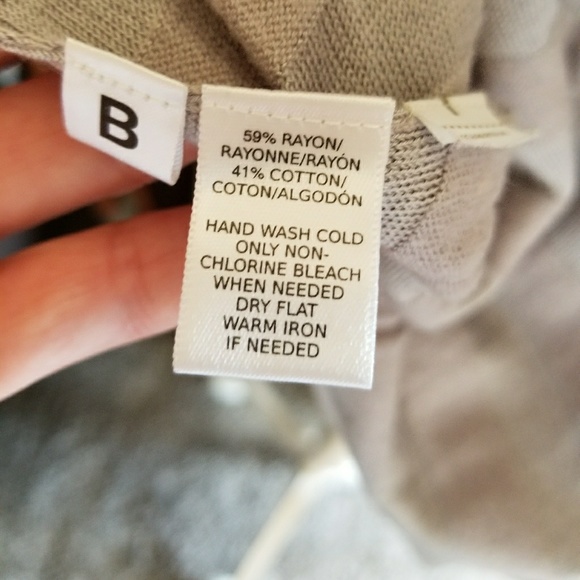 B
59% RAYON/
RAYONNE/RAYÓN
41% COTTON/
COTON/ALGODÓN
HAND WASH COLD
ONLY NON-
CHLORINE BLEACH
WHEN NEEDED
DRY FLAT
WARM IRON
IF NEEDED